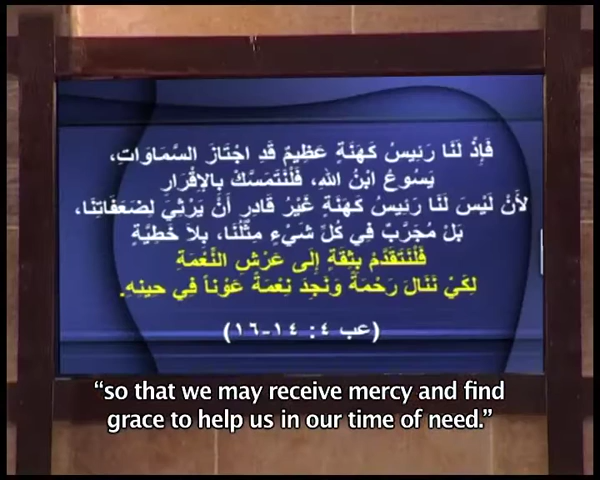 فَإِذْ لَنَا رَئِيسُ كَهَنَةٍ عَظِيمٌ قَدِ اجْتَازَ السَّمَاوَاتِ،
يَسُوعُ ابْنُ اللهِ، فَلْنَتَمَسَّكْ بِالإِقْرَارِ
لأَنْ لَيْسَ لَنَا رَئِيسُ كَهَنَةٍ غَيْرُ قَادِرٍ أَنْ يَرْثِيَ لِضَعَفَاتِنَا،
بَلْ مُجَرَّبٌ فِي كُلِّ شَيْءٍ مِثْلُنَا، بِلاَ خَطِيَّةٍ
فَلْنَتَقَدَّمْ بِثِقَةٍ إِلَى عَرْشِ النِّعْمَةِ
لِكَيْ نَنَالَ رَحْمَةً وَنَجِدَ نِعْمَةً عَوْناً فِي حِينِهِ.
(عب ٤: ١٤-١٦)
“so that we may receive mercy and find
grace to help us in our time of need.”